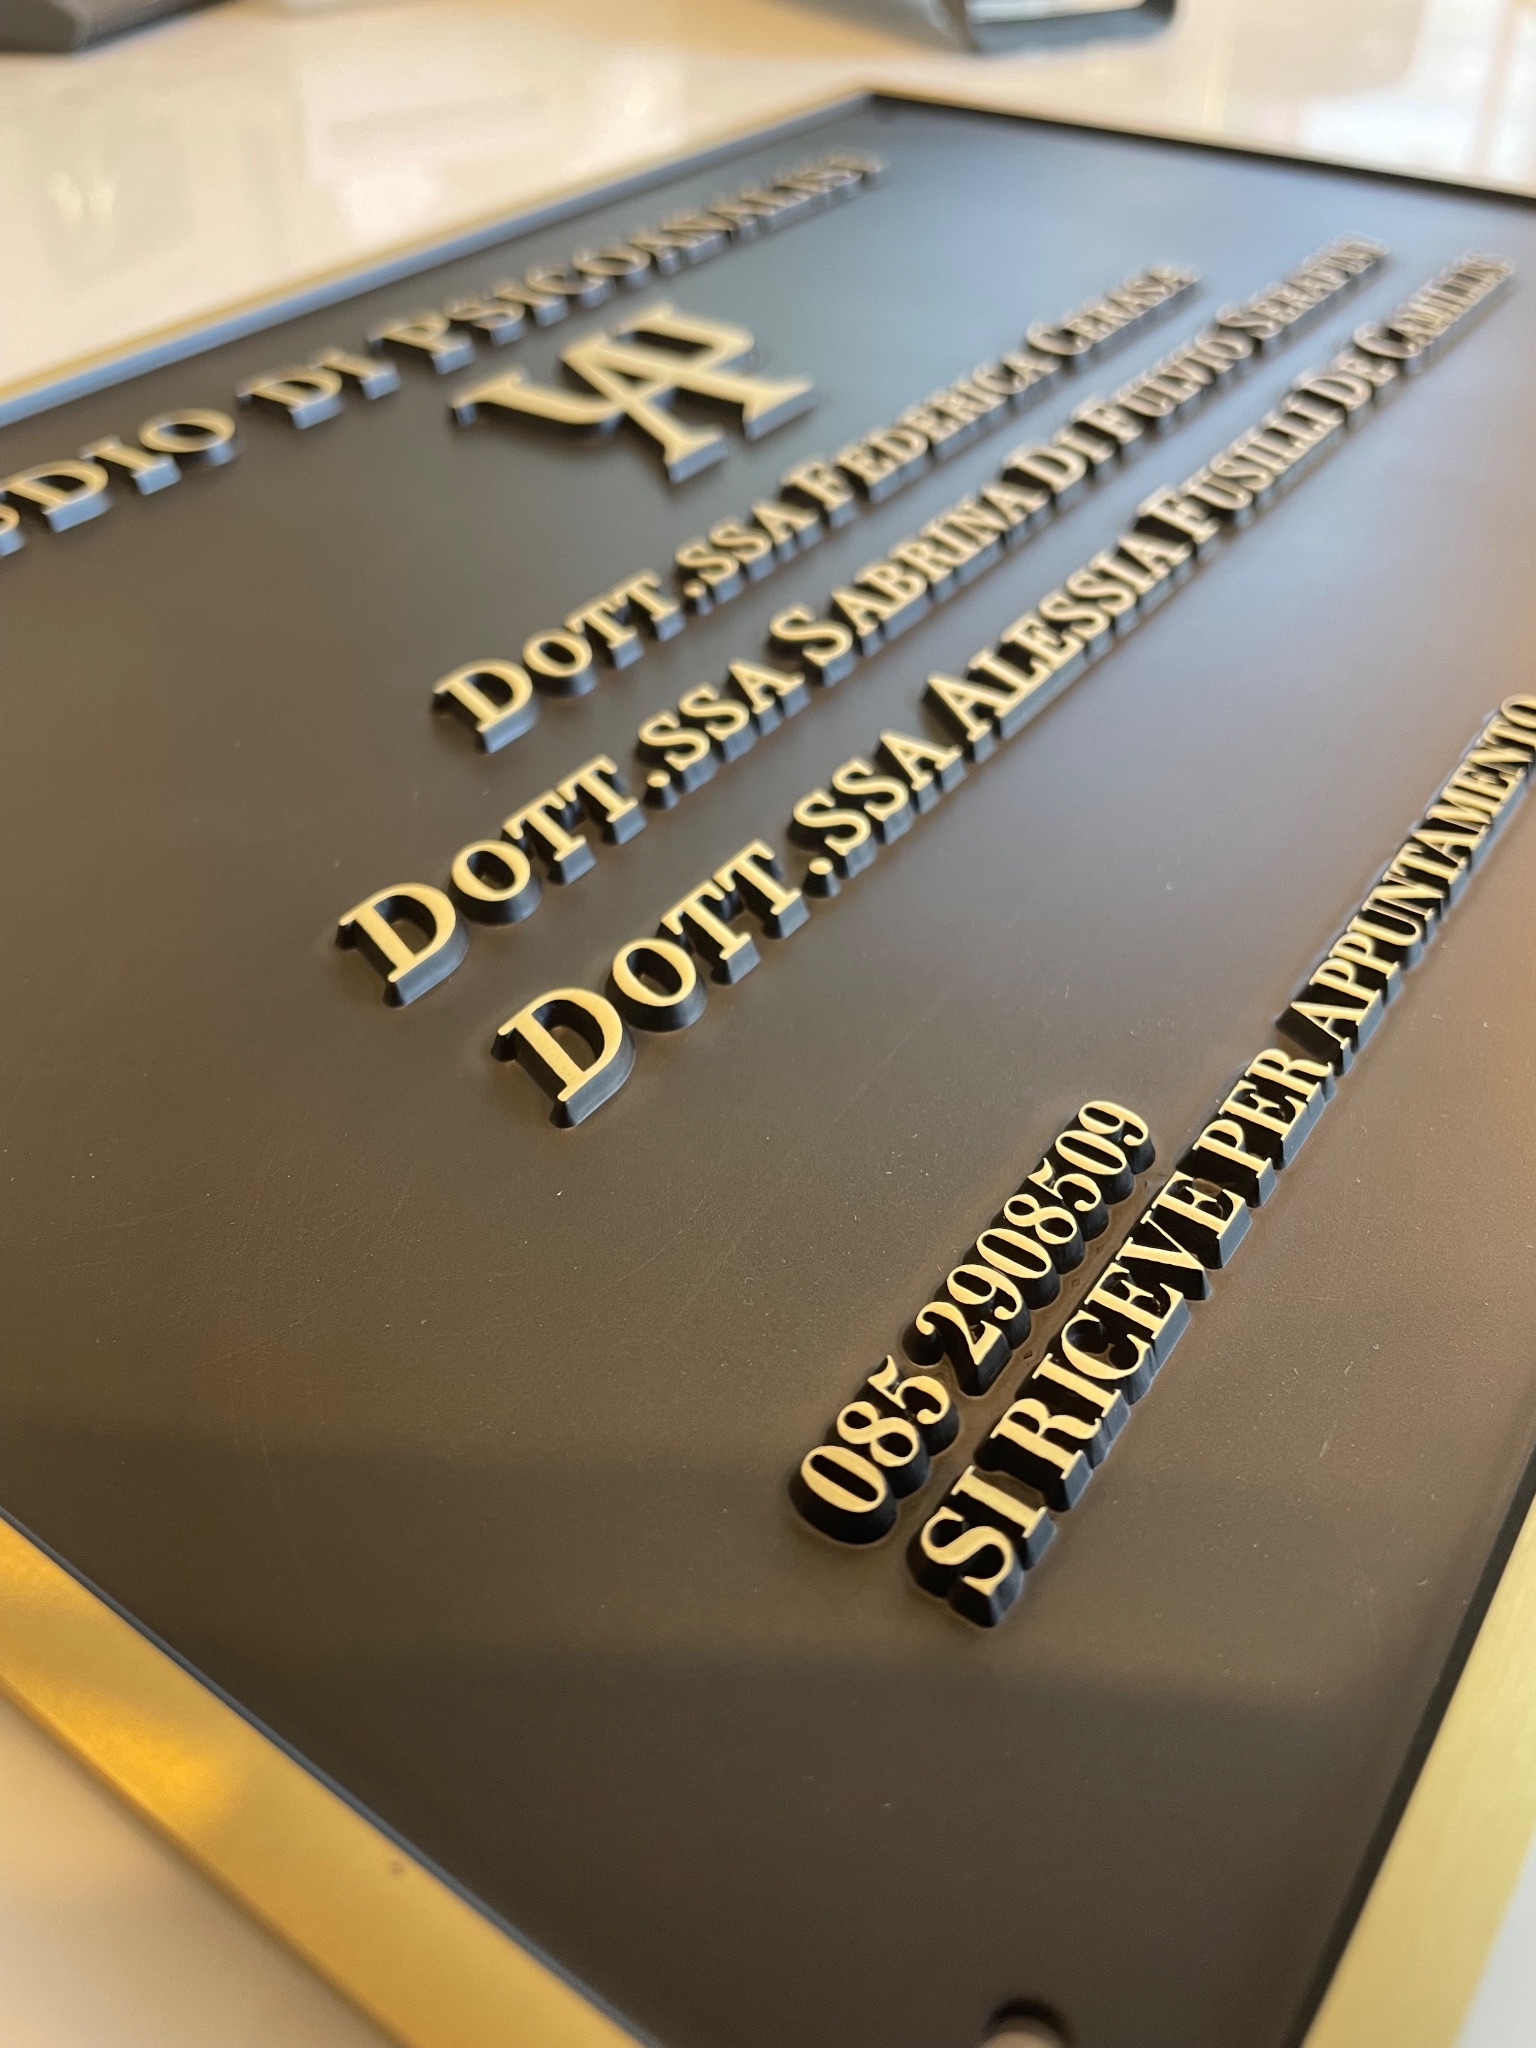 DIO DI PSICOANALISI
DOTT.SSA FEDERICA CERASA
DOTT.SSA SABRINA DI FULVIO SERAFINI
DOTT.SSA ALESSIA FUSILLI DE CAMILLIS
085 2908509
SI RICEVE PER APPUNTAMENTO